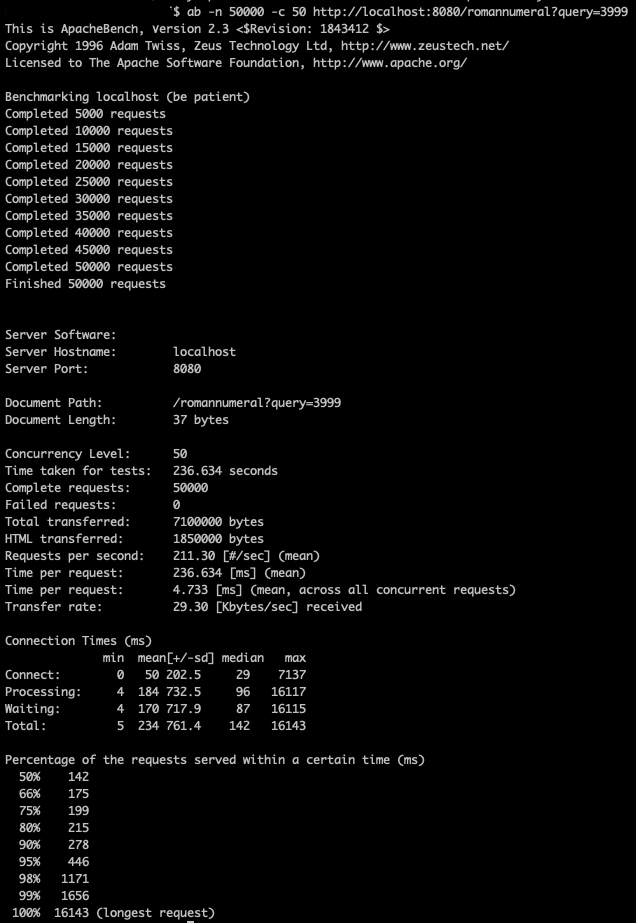 $ ab -n 50000 -c 50 http://localhost:8080/romannumeral?query=3999
This is ApacheBench, Version 2.3 <$Revision: 1843412 $>
Copyright 1996 Adam Twiss, Zeus Technology Ltd, http://www.zeustech.net/
Licensed to The Apache Software Foundation, http://www.apache.org/

Benchmarking localhost (be patient)
Completed 5000 requests
Completed 10000 requests
Completed 15000 requests
Completed 20000 requests
Completed 25000 requests
Completed 30000 requests
Completed 35000 requests
Completed 40000 requests
Completed 45000 requests
Completed 50000 requests
Finished 50000 requests

Server Software:
Server Hostname:        localhost
Server Port:            8080

Document Path:          /romannumeral?query=3999
Document Length:        37 bytes

Concurrency Level:      50
Time taken for tests:   236.634 seconds
Complete requests:      50000
Failed requests:        0
Total transferred:      7100000 bytes
HTML transferred:       1850000 bytes
Requests per second:    211.30 [#/sec] (mean)
Time per request:       236.634 [ms] (mean)
Time per request:       4.733 [ms] (mean, across all concurrent requests)
Transfer rate:          29.30 [Kbytes/sec] received

Connection Times (ms)
              min  mean[+/-sd] median   max
Connect:        0   50 202.5     29    7137
Processing:     4  184 732.5     96   16117
Waiting:        4  170 717.9     87   16115
Total:          5  234 761.4    142   16143

Percentage of the requests served within a certain time (ms)
  50%    142
  66%    175
  75%    199
  80%    215
  90%    278
  95%    446
  98%   1171
  99%   1656
 100%  16143 (longest request)